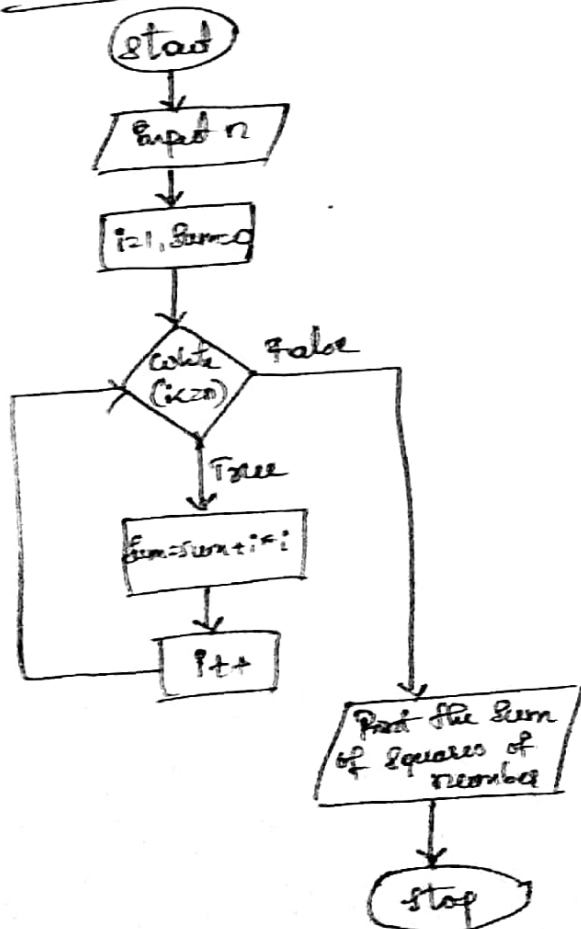 Start
Input n
i=1, Sum=0
while
(i<=n)
False
True
Sum=sum+i*i
i++
Print the Sum
of Squares of
number
Stop